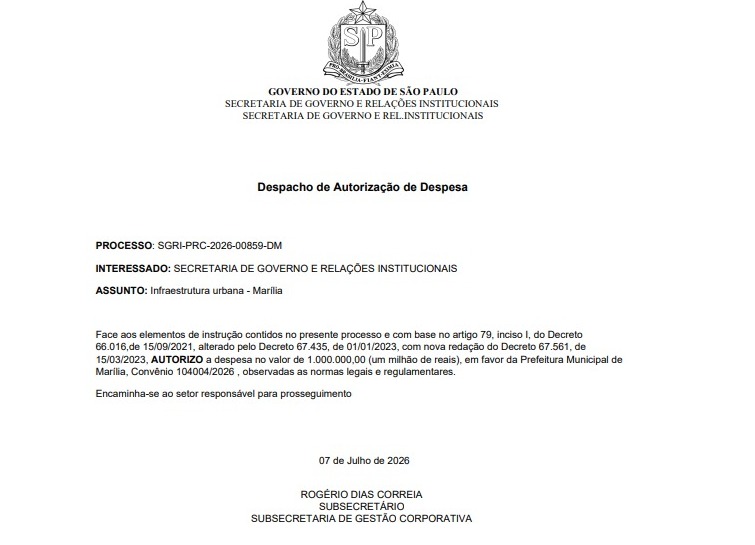 SP
PRO·BRASILIA·FIANT·EXIMIA
GOVERNO DO ESTADO DE SÃO PAULO
SECRETARIA DE GOVERNO E RELAÇÕES INSTITUCIONAIS
SECRETARIA DE GOVERNO E REL.INSTITUCIONAIS
Despacho de Autorização de Despesa
PROCESSO: SGRI-PRC-2026-00859-DM
INTERESSADO: SECRETARIA DE GOVERNO E RELAÇÕES INSTITUCIONAIS
ASSUNTO: Infraestrutura urbana - Marília
Face aos elementos de instrução contidos no presente processo e com base no artigo 79, inciso I, do Decreto
66.016,de 15/09/2021, alterado pelo Decreto 67.435, de 01/01/2023, com nova redação do Decreto 67.561, de
15/03/2023, AUTORIZO a despesa no valor de 1.000.000,00 (um milhão de reais), em favor da Prefeitura Municipal de
Marília, Convênio 104004/2026 , observadas as normas legais e regulamentares.
Encaminha-se ao setor responsável para prosseguimento
07 de Julho de 2026
ROGÉRIO DIAS CORREIA
SUBSECRETÁRIO
SUBSECRETARIA DE GESTÃO CORPORATIVA